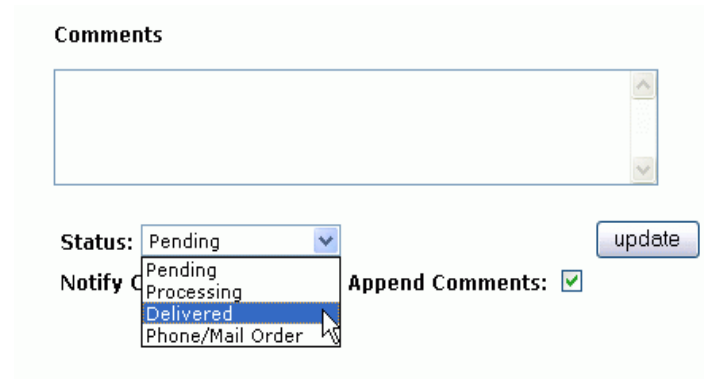 Comments
Status: Pending update
Pending
Notify C Append Comments:
Processing
Delivered
Phone/Mail Order